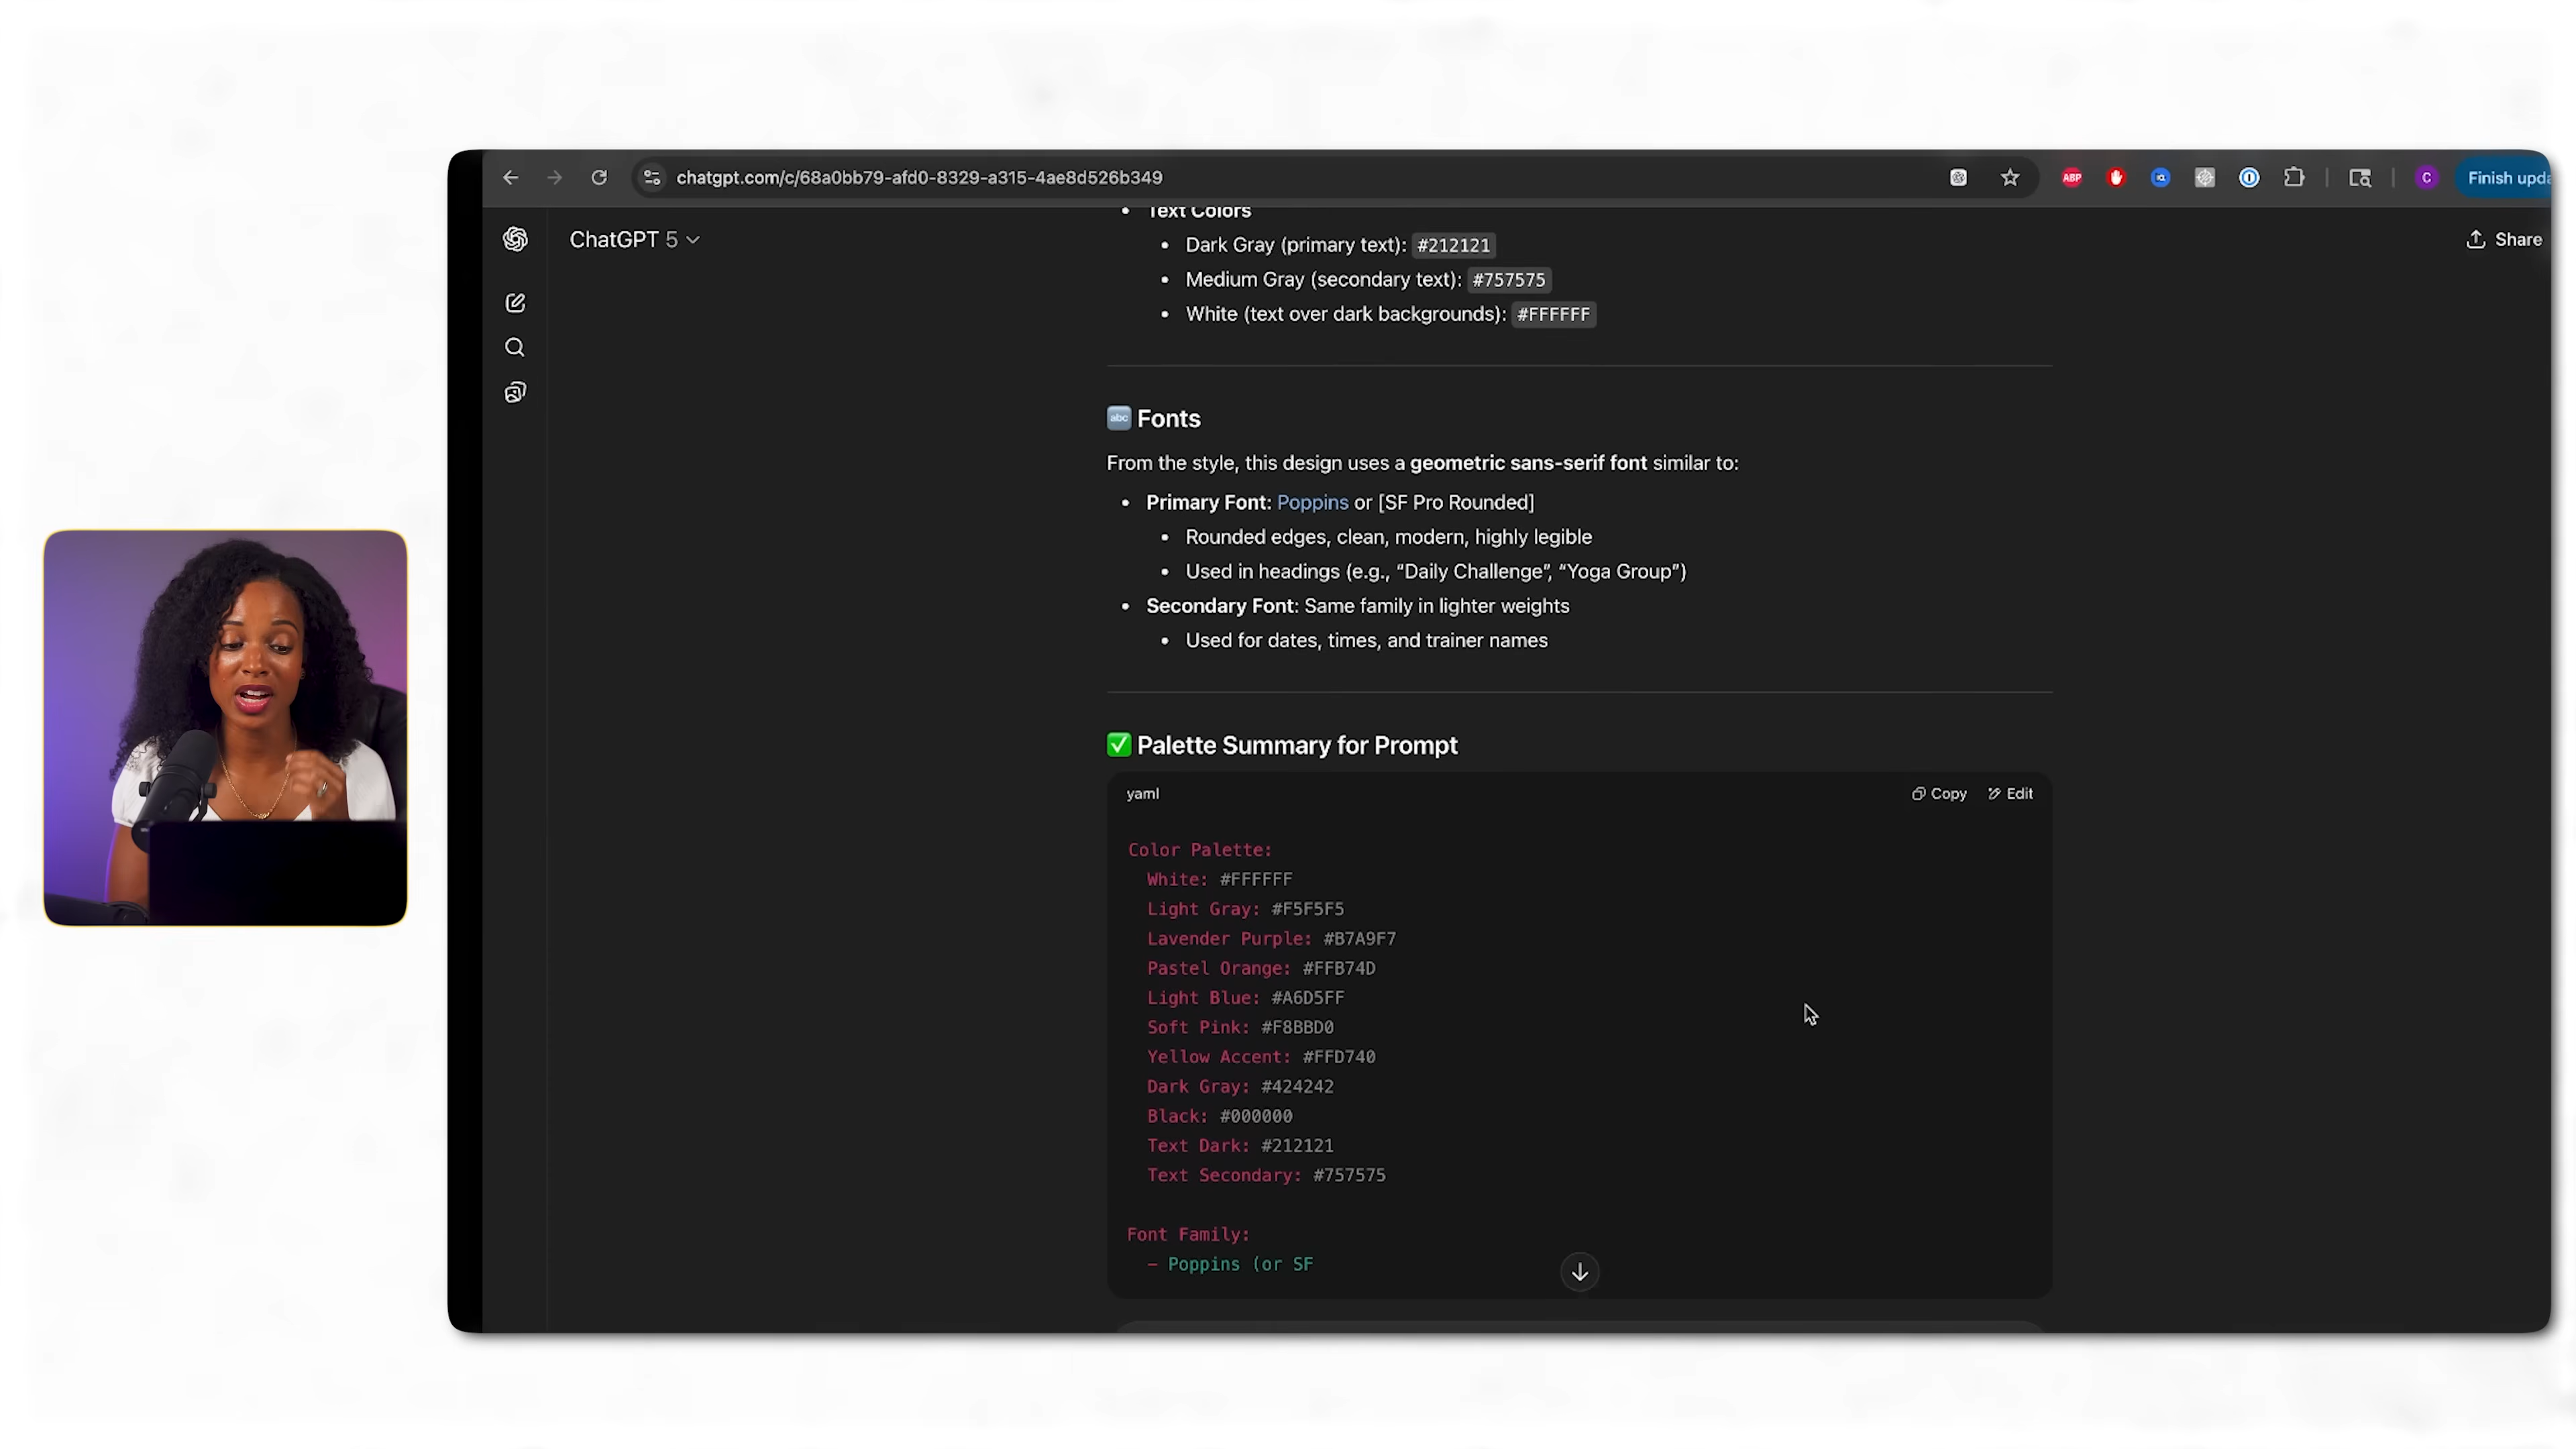 chatgpt.com/c/68a0bb79-afd0-8329-a315-4ae8d526b349
ABP
C
Finish upda
ChatGPT 5
Share
• Text Colors
• Dark Gray (primary text): #212121
• Medium Gray (secondary text): #757575
• White (text over dark backgrounds): #FFFFFF
abc Fonts
From the style, this design uses a geometric sans-serif font similar to:
• Primary Font: Poppins or [SF Pro Rounded]
• Rounded edges, clean, modern, highly legible
• Used in headings (e.g., “Daily Challenge”, “Yoga Group”)
• Secondary Font: Same family in lighter weights
• Used for dates, times, and trainer names
✅ Palette Summary for Prompt
yaml
Copy Edit
Color Palette:
White: #FFFFFF
Light Gray: #F5F5F5
Lavender Purple: #B7A9F7
Pastel Orange: #FFB74D
Light Blue: #A6D5FF
Soft Pink: #F8BBD0
Yellow Accent: #FFD740
Dark Gray: #424242
Black: #000000
Text Dark: #212121
Text Secondary: #757575
Font Family:
– Poppins (or SF